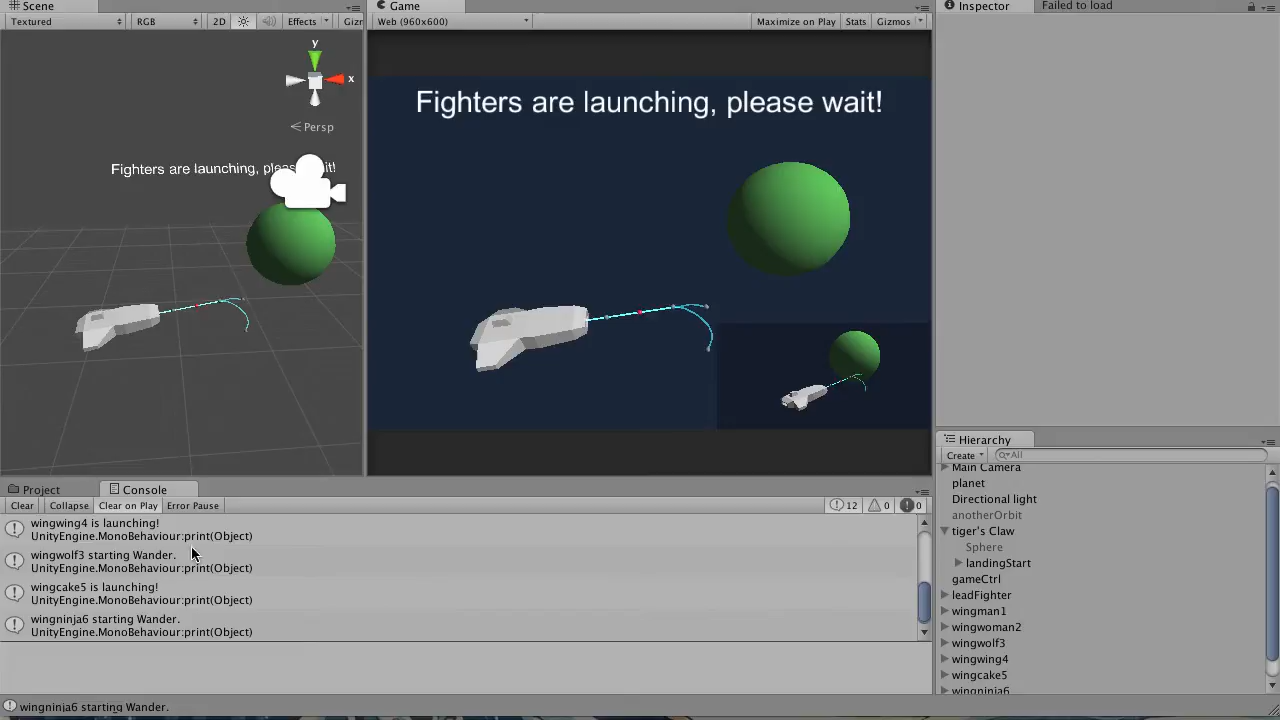 Scene
Game
Inspector
Failed to load
Textured
RGB
2D
Effects
Gizr
Web (960x600)
Maximize on Play
Stats
Gizmos
y
x
Persp
Fighters are launching, please wait!
Fighters are launching, pleas it!
Project
Console
Clear
Collapse
Clear on Play
Error Pause
12
0
0
wingwing4 is launching!
UnityEngine.MonoBehaviour:print(Object)
wingwolf3 starting Wander.
UnityEngine.MonoBehaviour:print(Object)
wingcake5 is launching!
UnityEngine.MonoBehaviour:print(Object)
wingninja6 starting Wander.
UnityEngine.MonoBehaviour:print(Object)
wingninja6 starting Wander.
Hierarchy
Create
All
Main Camera
planet
Directional light
anotherOrbit
tiger's Claw
Sphere
landingStart
gameCtrl
leadFighter
wingman1
wingwoman2
wingwolf3
wingwing4
wingcake5
wingninja6